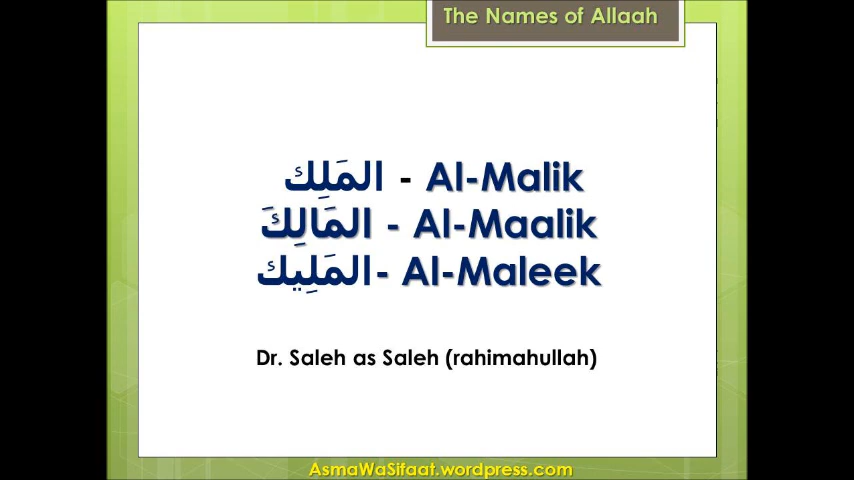 The Names of Allaah
المَلِك - Al-Malik
المَالِكَ - Al-Maalik
المَلِيك - Al-Maleek
Dr. Saleh as Saleh (rahimahullah)
AsmaWaSifaat.wordpress.com